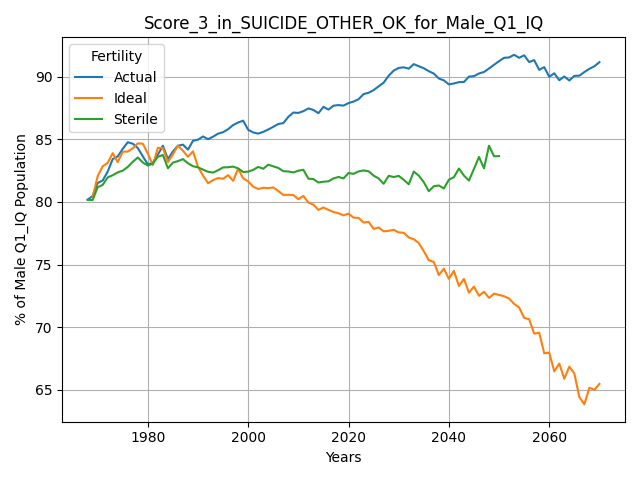 Score_3_in_SUICIDE_OTHER_OK_for_Male_Q1_IQ
Fertility
Actual
Ideal
Sterile
% of Male Q1_IQ Population
90
85
80
75
70
65
1980
2000
2020
2040
2060
Years